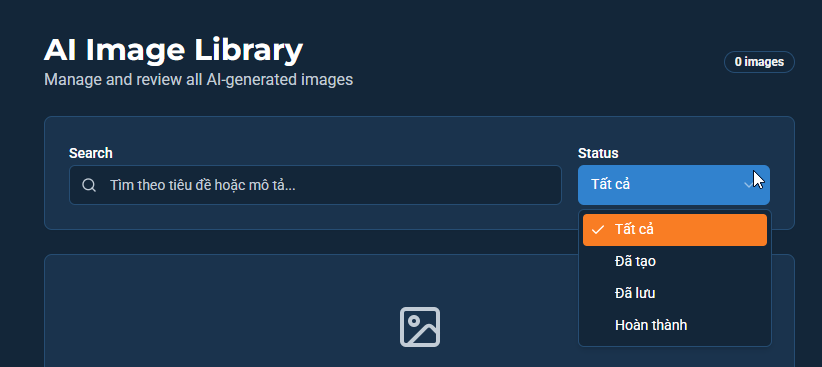 AI Image Library
Manage and review all AI-generated images
0 images
Search
Status
Tìm theo tiêu đề hoặc mô tả...
Tất cả
Tất cả
Đã tạo
Đã lưu
Hoàn thành